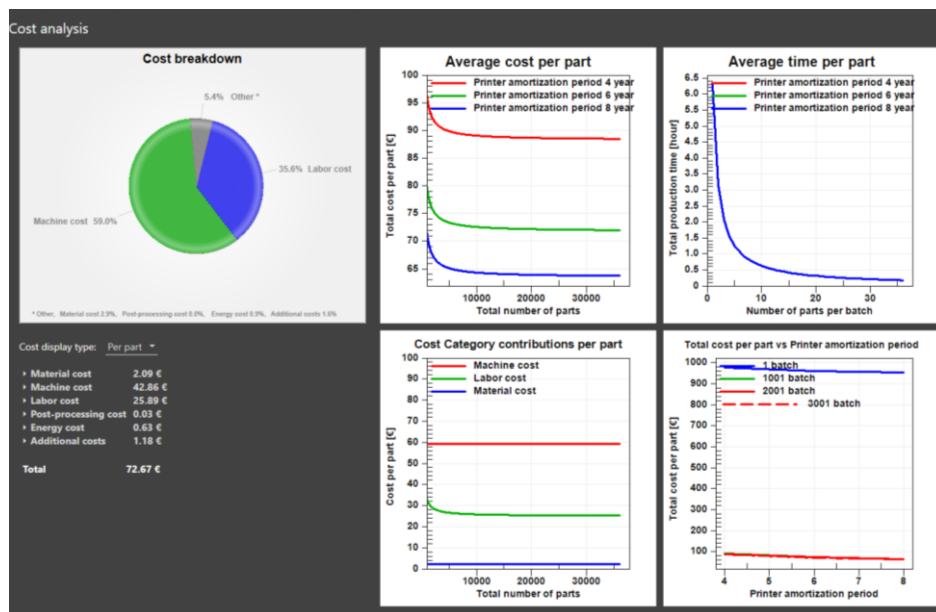 Cost analysis
Cost breakdown
5.4% Other *
35.6% Labor cost
Machine cost 59.0%
* Other, Material cost 2.9%, Post-processing cost 0.0%, Energy cost 0.9%, Additional costs 1.6%
Average cost per part
100
95
90
85
80
75
70
65
Printer amortization period 4 year
Printer amortization period 6 year
Printer amortization period 8 year
Total cost per part [€]
10000 20000 30000
Total number of parts
Average time per part
6.5
6.0
5.5
5.0
4.5
4.0
3.5
3.0
2.5
2.0
1.5
1.0
0.5
0
Printer amortization period 4 year
Printer amortization period 6 year
Printer amortization period 8 year
Total production time [hour]
0 10 20 30
Number of parts per batch
Cost display type: Per part
Material cost 2.09 €
Machine cost 42.86 €
Labor cost 25.89 €
Post-processing cost 0.03 €
Energy cost 0.63 €
Additional costs 1.18 €
Total 72.67 €
Cost Category contributions per part
100
90
80
70
60
50
40
30
20
10
0
Machine cost
Labor cost
Material cost
Cost per part [€]
10000 20000 30000
Total number of parts
Total cost per part vs Printer amortization period
1000
900
800
700
600
500
400
300
200
100
1 batch
1001 batch
2001 batch
3001 batch
Total cost per part [€]
4 5 6 7 8
Printer amortization period